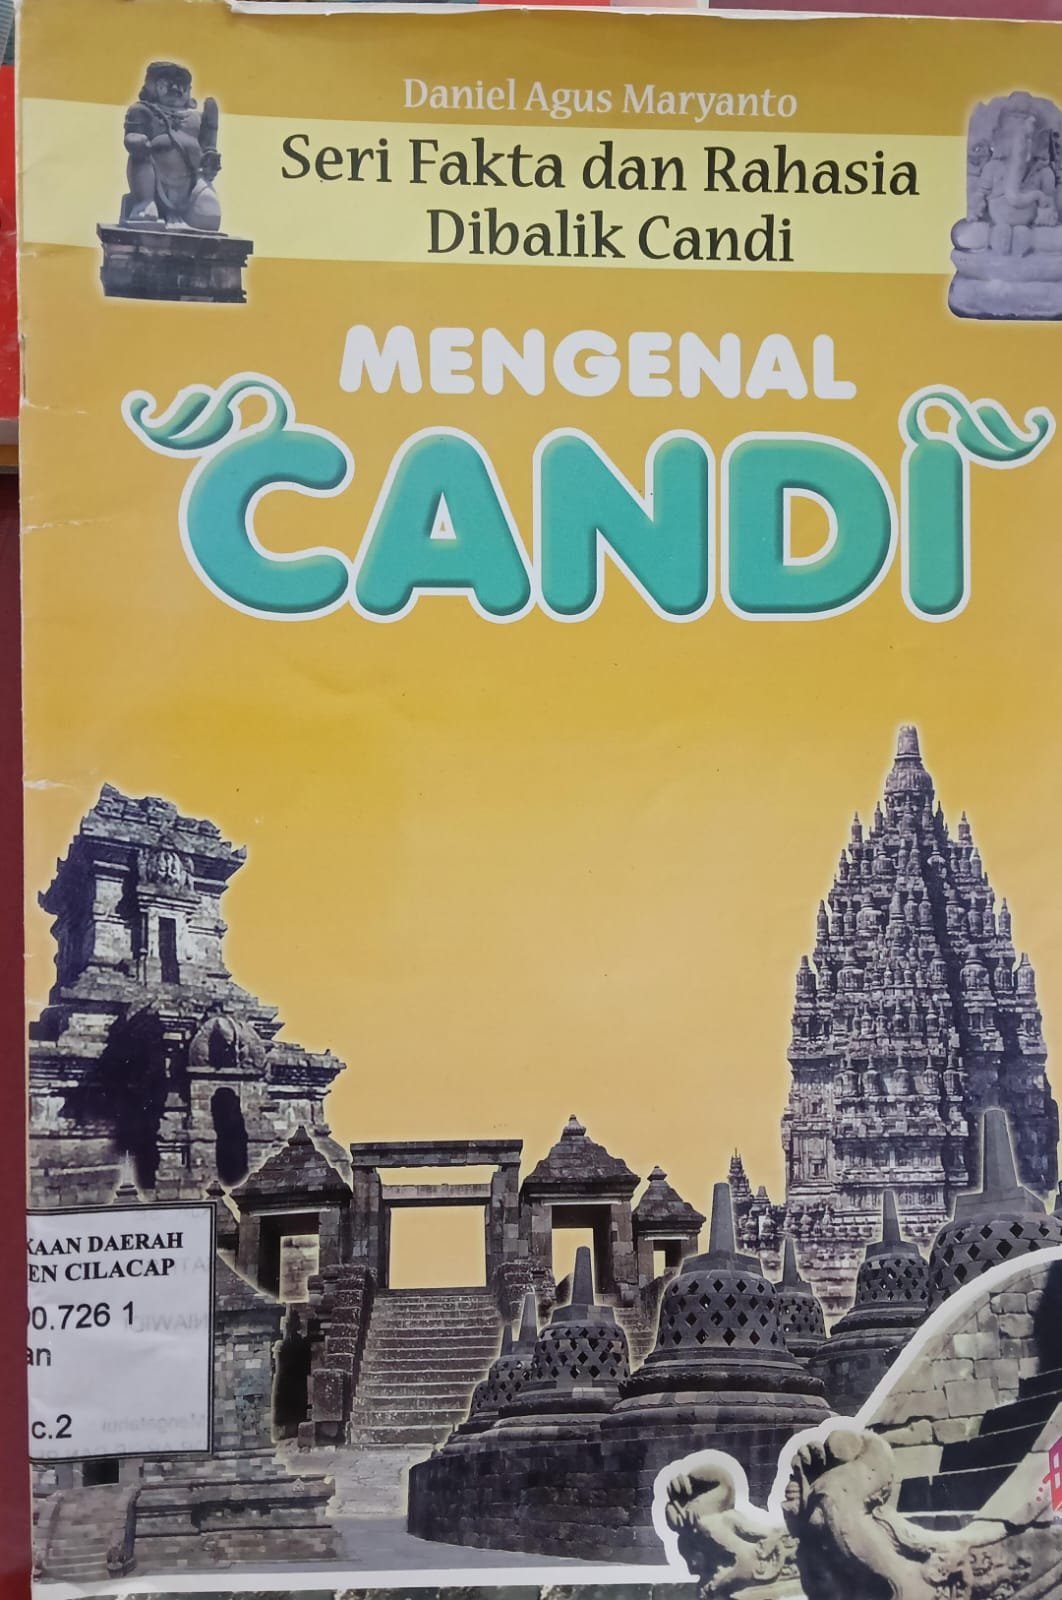 Daniel Agus Maryanto
Seri Fakta dan Rahasia
Dibalik Candi
MENGENAL
CANDI
KAAN DAERAH
EN CILACAP
0.726 1
an
c.2